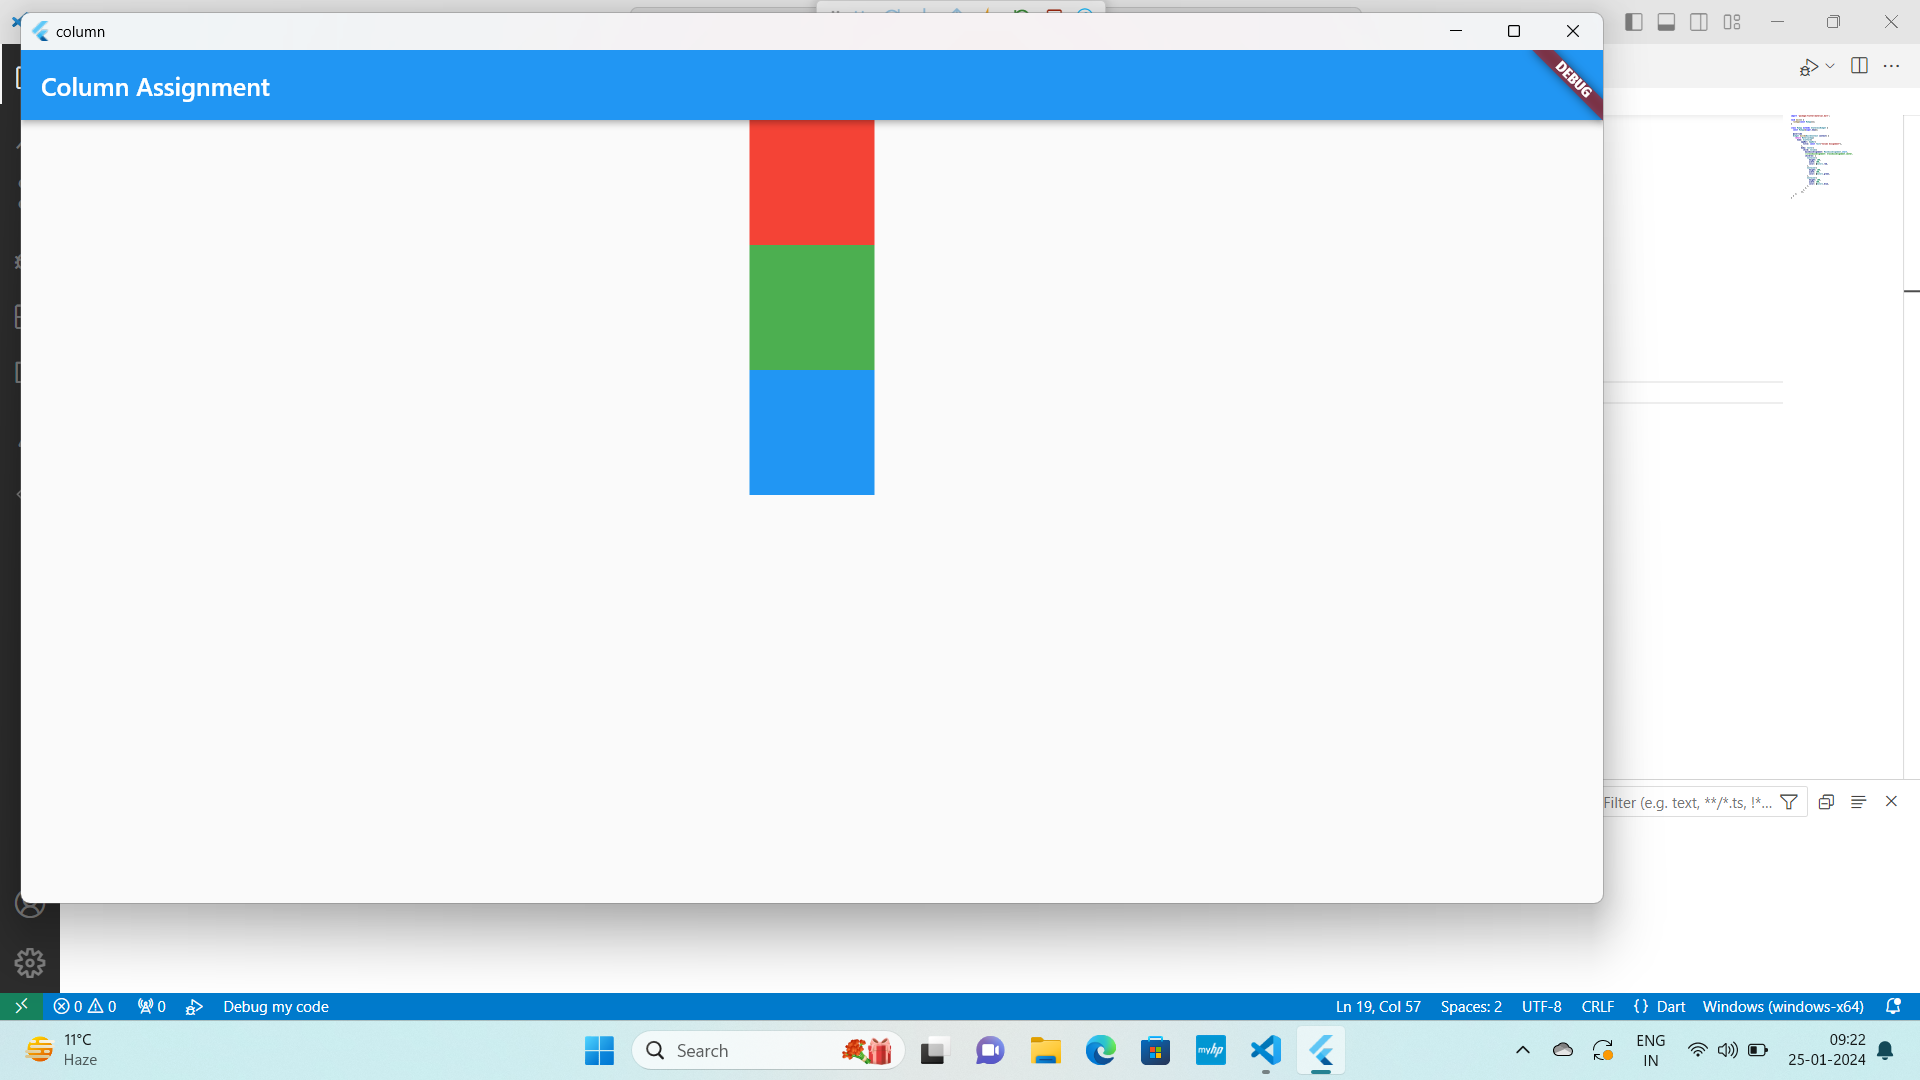 column
Column Assignment
DEBUG
Filter (e.g. text, **/*.ts, !*...
0 0 0 Debug my code
Ln 19, Col 57 Spaces: 2 UTF-8 CRLF {} Dart Windows (windows-x64)
11°C
Haze
Search
myhp
ENG
IN
09:22
25-01-2024